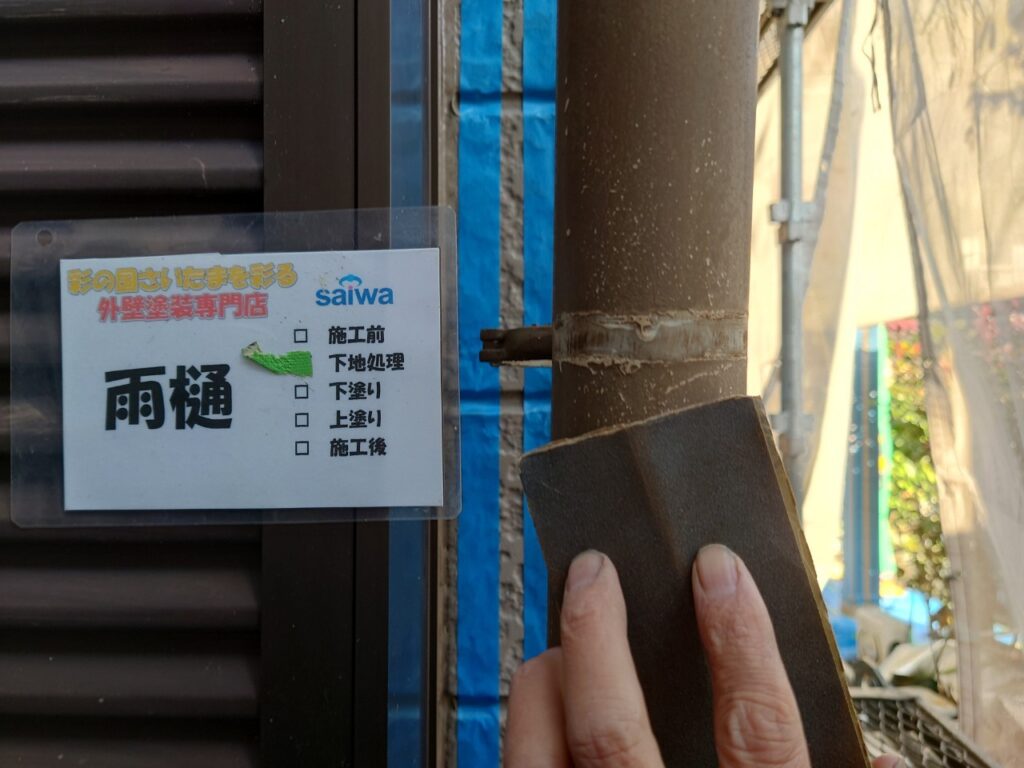 彩の国さいたまを彩る
外壁塗装専門店
saiwa
雨樋
□ 施工前
下地処理
□ 下塗り
□ 上塗り
□ 施工後